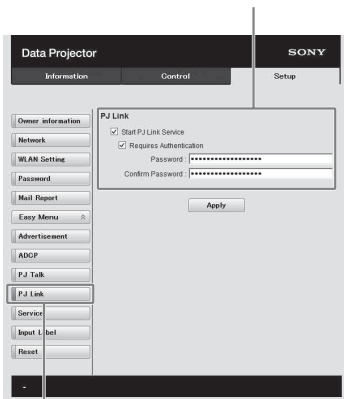 Data Projector
SONY
Information
Control
Setup
Owner information
Network
WLAN Setting
Password
Mail Report
Easy Menu
Advertisement
ADCP
PJ Talk
PJ Link
Service
Input Label
Reset
PJ Link
Start PJ Link Service
Requires Authentication
Password :
Confirm Password :
Apply
-